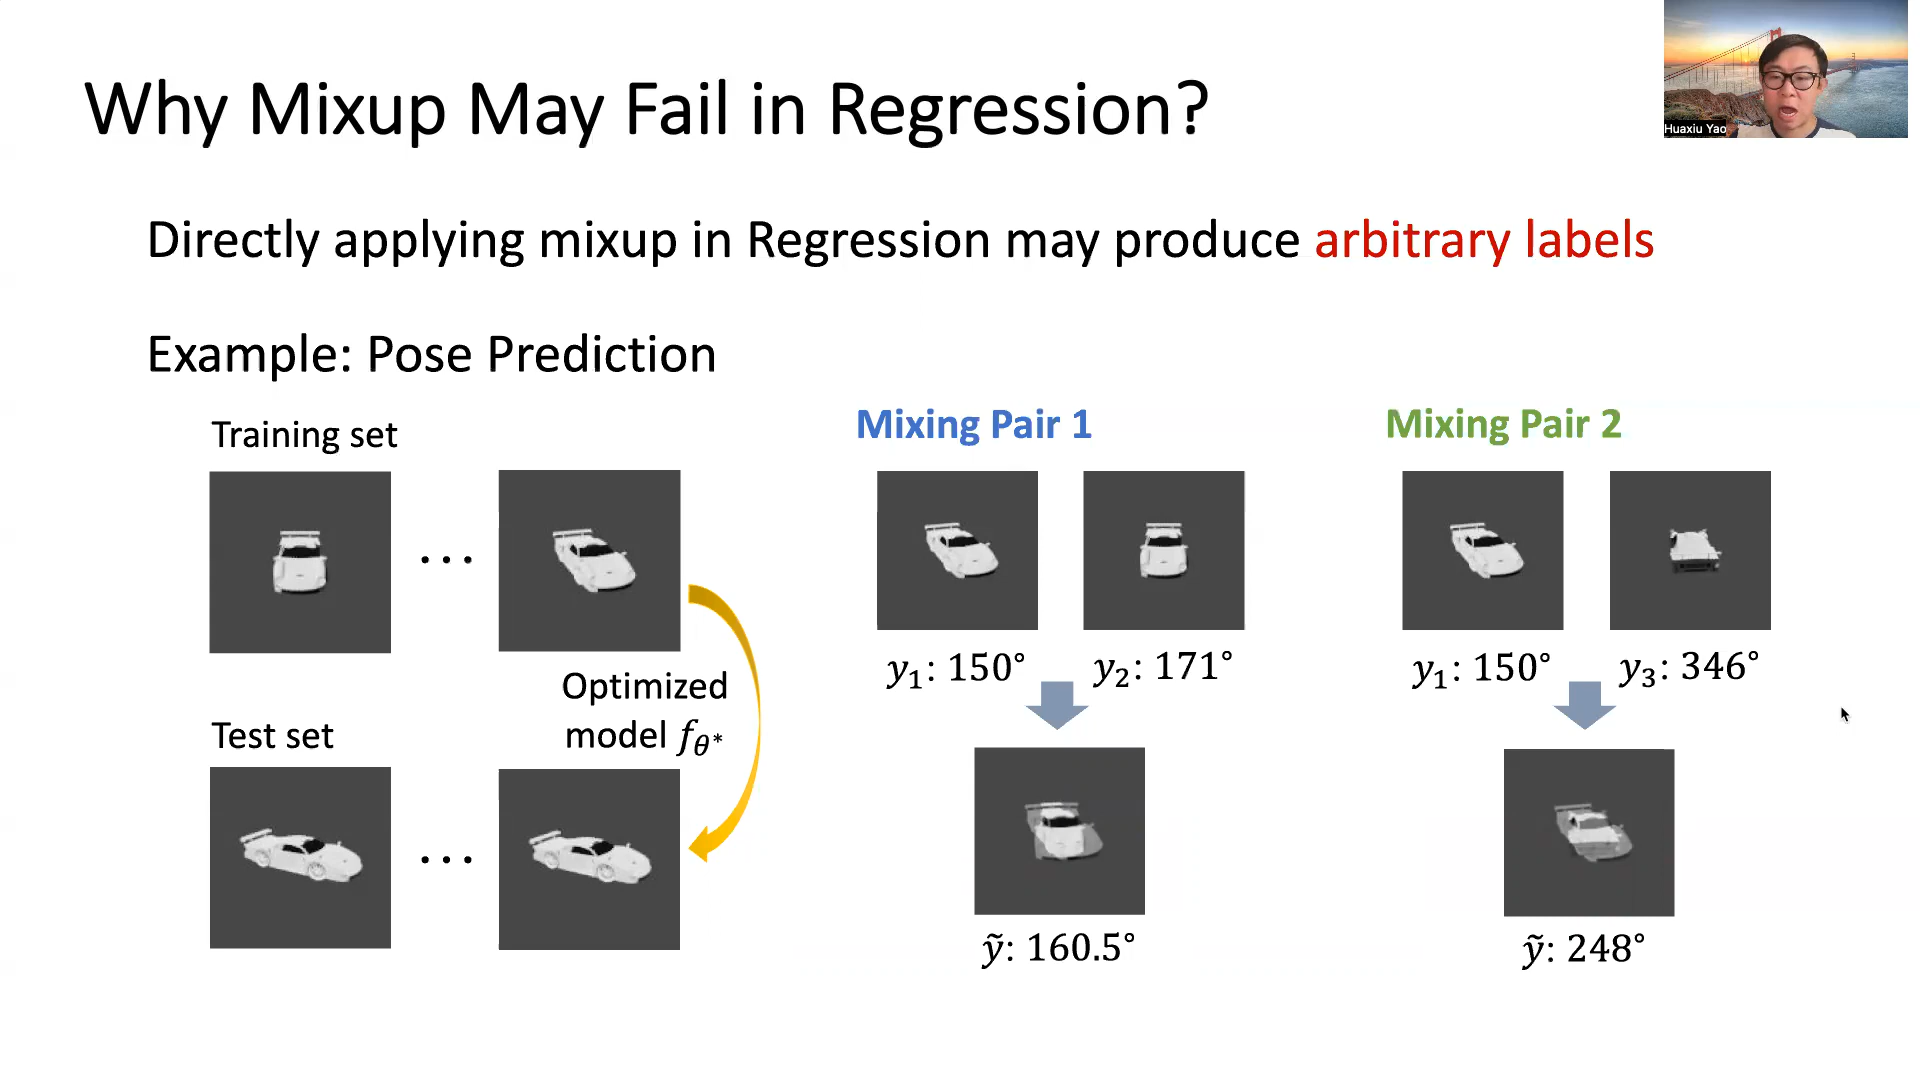 Why Mixup May Fail in Regression?
Huaxiu Yao
Directly applying mixup in Regression may produce arbitrary labels
Example: Pose Prediction
Training set
...
Optimized
model f_θ*
Test set
...
Mixing Pair 1
y₁: 150°
y₂: 171°
ỹ: 160.5°
Mixing Pair 2
y₁: 150°
y₃: 346°
ỹ: 248°